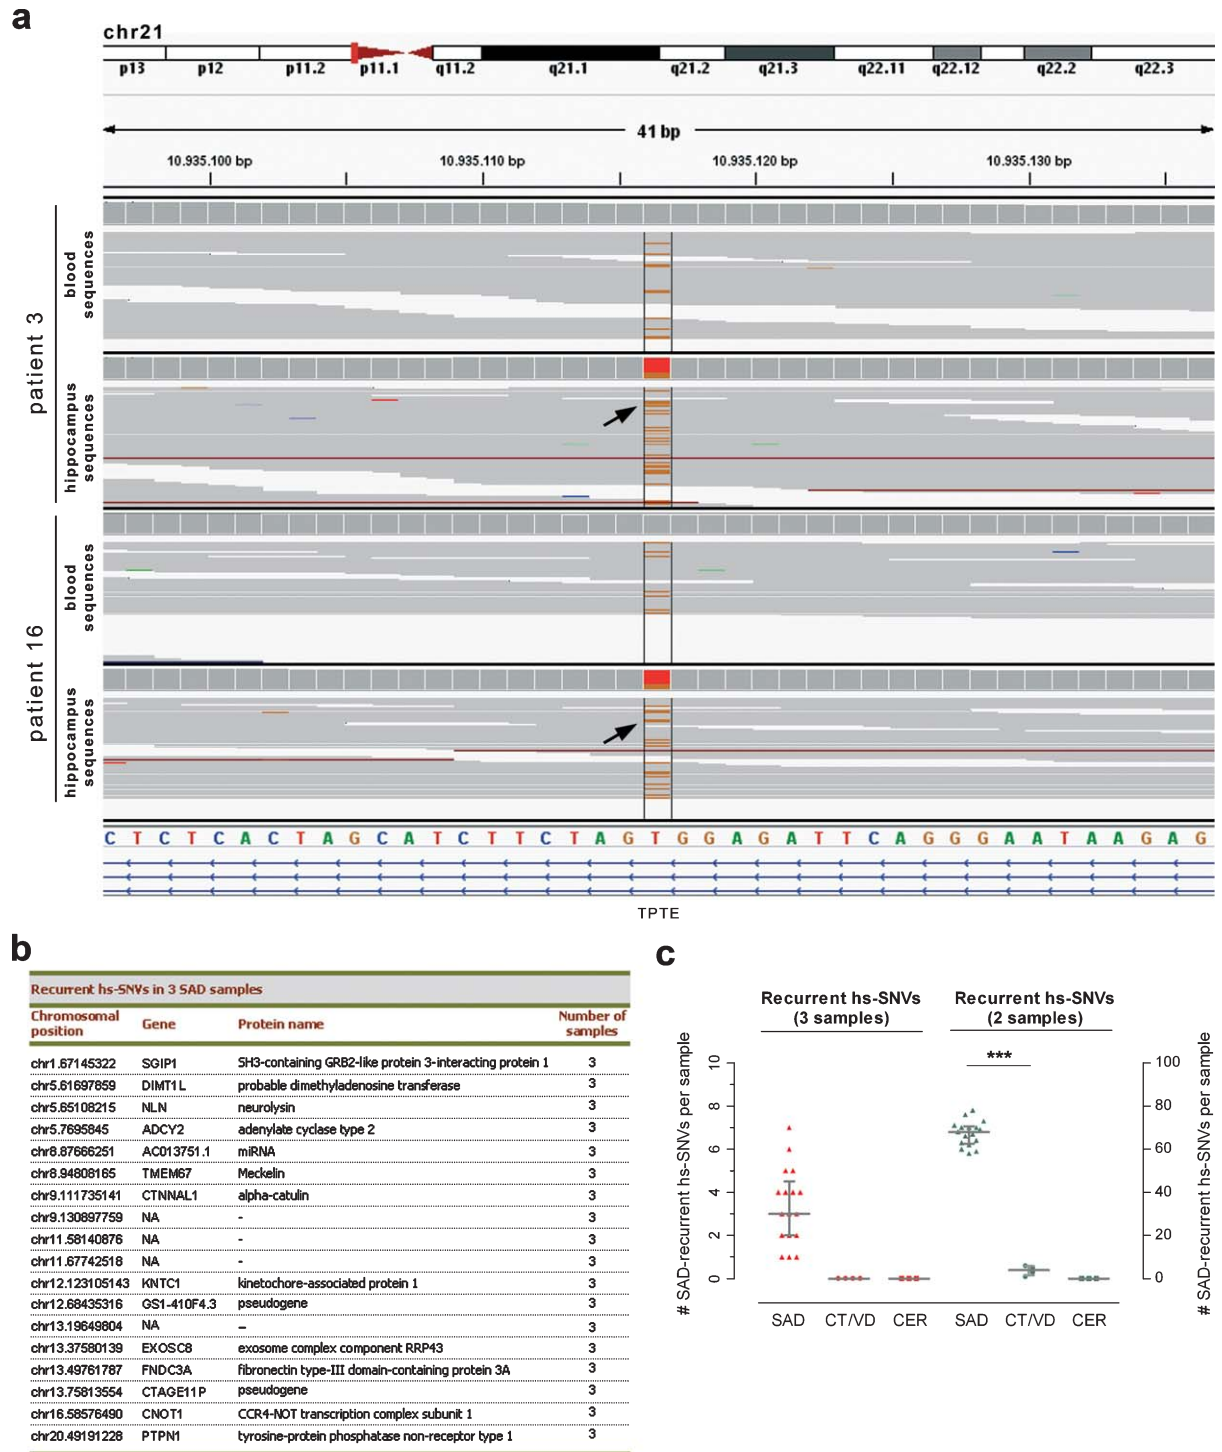 a
chr21
p13 p12 p11.2 p11.1 q11.2 q21.1 q21.2 q21.3 q22.11 q22.12 q22.2 q22.3
41 bp
10.935.100 bp 10.935.110 bp 10.935.120 bp 10.935.130 bp
patient 3
blood
sequences
hippocampus
sequences
patient 16
blood
sequences
hippocampus
sequences
C T C T C A C T A G C A T C T T C T A G T G G A G A T T C A G G G A A T A A G A G
TPTE
b
Recurrent hs-SNVs in 3 SAD samples
Chromosomal position Gene Protein name Number of samples
chr1.67145322 SGIP1 SH3-containing GRB2-like protein 3-interacting protein 1 3
chr5.61697859 DIMT1L probable dimethyladenosine transferase 3
chr5.65108215 NLN neurolysin 3
chr5.7695845 ADCY2 adenylate cyclase type 2 3
chr8.87666251 AC013751.1 miRNA 3
chr8.94808165 TMEM67 Meckelin 3
chr9.111735141 CTNNAL1 alpha-catulin 3
chr9.130897759 NA - 3
chr11.58140876 NA - 3
chr11.67742518 NA - 3
chr12.123105143 KNTC1 kinetochore-associated protein 1 3
chr12.68435316 GS1-410F4.3 pseudogene 3
chr13.19649804 NA – 3
chr13.37580139 EXOSC8 exosome complex component RRP43 3
chr13.49761787 FNDC3A fibronectin type-III domain-containing protein 3A 3
chr13.75813554 CTAGE11P pseudogene 3
chr16.58576490 CNOT1 CCR4-NOT transcription complex subunit 1 3
chr20.49191228 PTPN1 tyrosine-protein phosphatase non-receptor type 1 3
c
Recurrent hs-SNVs
(3 samples)
Recurrent hs-SNVs
(2 samples)
***
# SAD-recurrent hs-SNVs per sample
10
8
6
4
2
0
100
80
60
40
20
0
# SAD-recurrent hs-SNVs per sample
SAD CT/VD CER SAD CT/VD CER